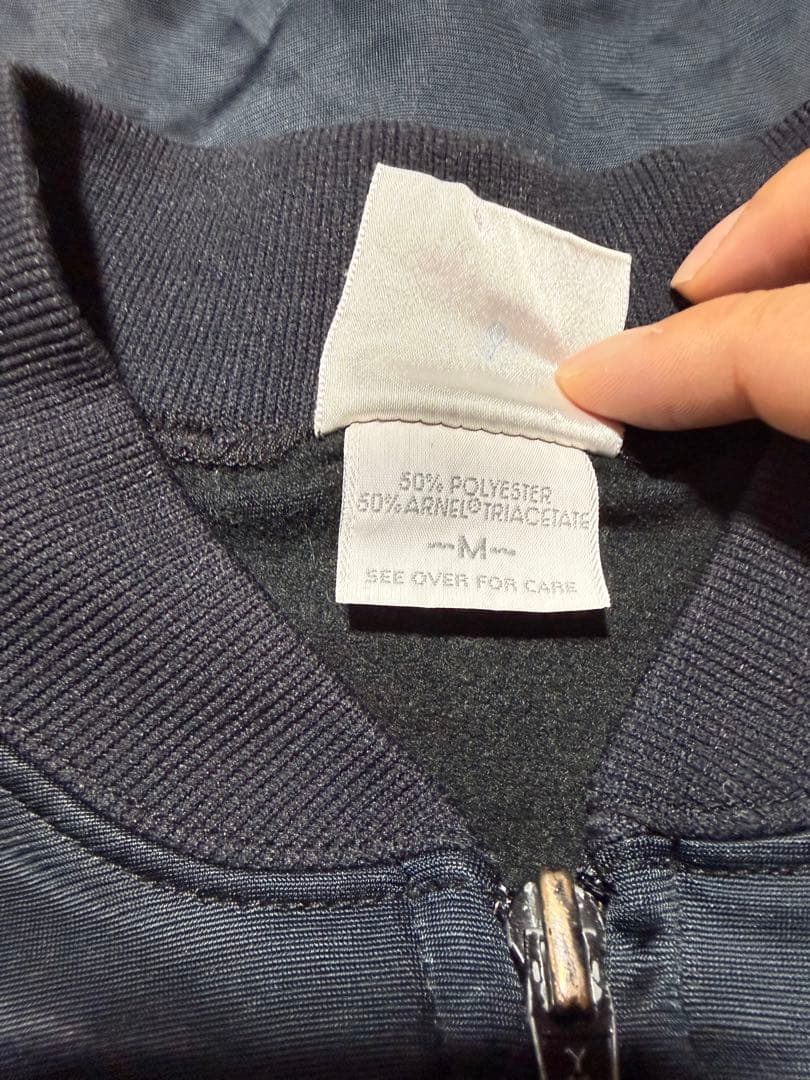 50% POLYESTER
50% ARNEL® TRIACETATE
~M~
SEE OVER FOR CARE
Y